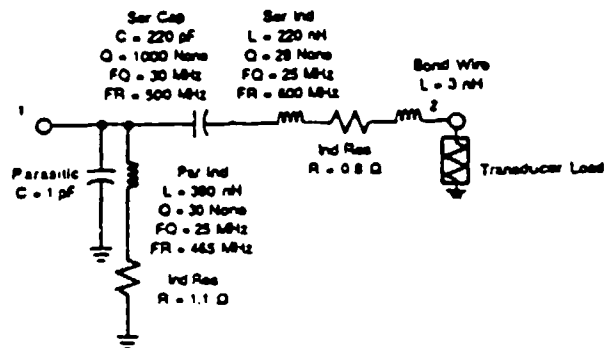 Ser Cap
C = 220 pF
Q = 1000 None
FQ = 30 MHz
FR = 500 MHz
Ser Ind
L = 220 nH
Q = 28 None
FQ = 25 MHz
FR = 600 MHz
Bond Wire
L = 3 nH
1
2
Ind Res
R = 0.8 Ω
Transducer Load
Parasitic
C = 1 pF
Par Ind
L = 380 nH
Q = 30 None
FQ = 25 MHz
FR = 465 MHz
Ind Res
R = 1.1 Ω